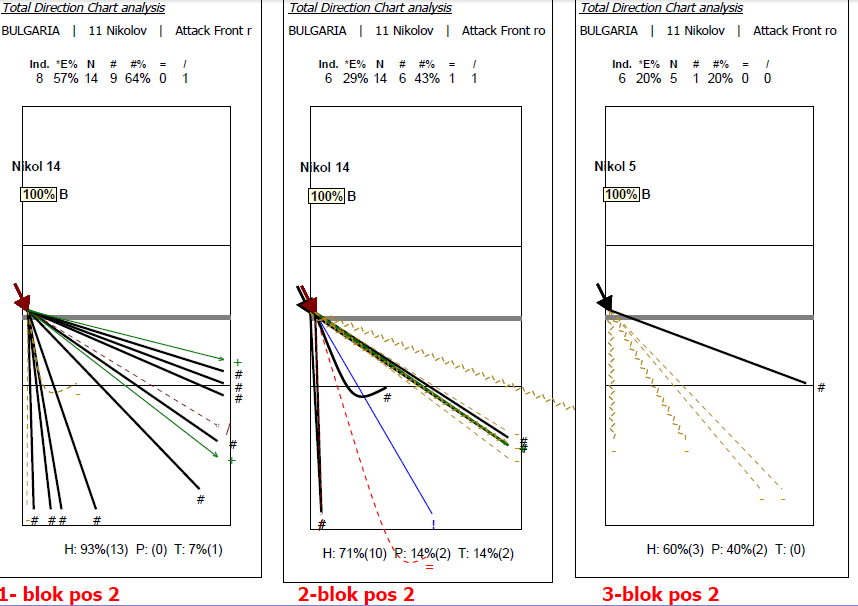 Total Direction Chart analysis
BULGARIA | 11 Nikolov | Attack Front r
Ind. *E% N # #% = /
8 57% 14 9 64% 0 1
Nikol 14
100% B
+
#
#
#
/
#
+
-
#
-# ## #
H: 93%(13) P: (0) T: 7%(1)
1- blok pos 2
Total Direction Chart analysis
BULGARIA | 11 Nikolov | Attack Front ro
Ind. *E% N # #% = /
6 29% 14 6 43% 1 1
Nikol 14
100% B
#
-
#
#
-
# !
=
H: 71%(10) P: 14%(2) T: 14%(2)
2-blok pos 2
Total Direction Chart analysis
BULGARIA | 11 Nikolov | Attack Front ro
Ind. *E% N # #% = /
6 20% 5 1 20% 0 0
Nikol 5
100% B
#
- -
- -
H: 60%(3) P: 40%(2) T: (0)
3-blok pos 2